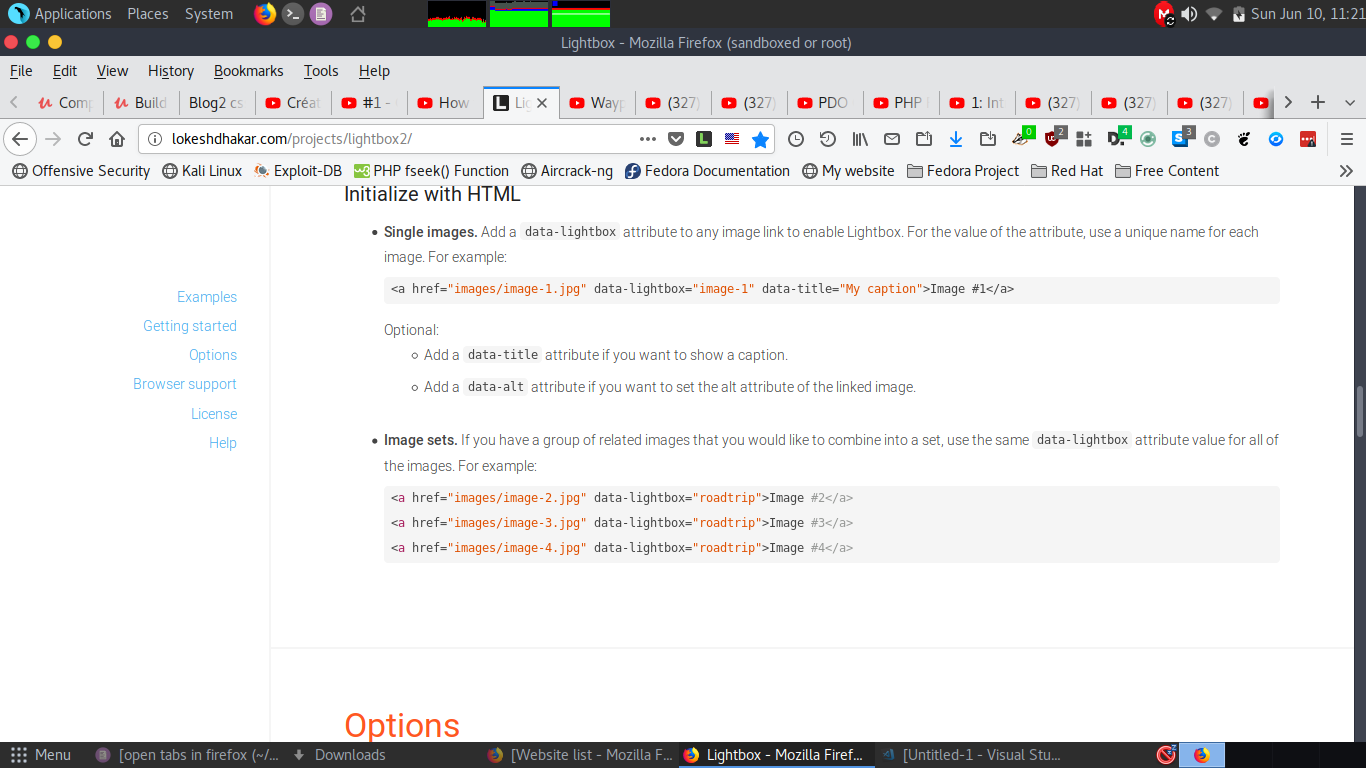 Applications Places System Sun Jun 10, 11:21
Lightbox - Mozilla Firefox (sandboxed or root)
File Edit View History Bookmarks Tools Help
Comp Build Blog2 cs Créat #1 - How Lig Wayp (327) (327) PDO PHP 1: Int (327) (327) (327)
lokeshdhakar.com/projects/lightbox2/ 0 2 4 3
Offensive Security Kali Linux Exploit-DB PHP fseek() Function Aircrack-ng Fedora Documentation My website Fedora Project Red Hat Free Content
Initialize with HTML
Single images. Add a data-lightbox attribute to any image link to enable Lightbox. For the value of the attribute, use a unique name for each
image. For example:
<a href="images/image-1.jpg" data-lightbox="image-1" data-title="My caption">Image #1</a>
Optional:
Add a data-title attribute if you want to show a caption.
Add a data-alt attribute if you want to set the alt attribute of the linked image.
Image sets. If you have a group of related images that you would like to combine into a set, use the same data-lightbox attribute value for all of
the images. For example:
<a href="images/image-2.jpg" data-lightbox="roadtrip">Image #2</a>
<a href="images/image-3.jpg" data-lightbox="roadtrip">Image #3</a>
<a href="images/image-4.jpg" data-lightbox="roadtrip">Image #4</a>
Examples
Getting started
Options
Browser support
License
Help
Options
Menu [open tabs in firefox (~/... Downloads [Website list - Mozilla F... Lightbox - Mozilla Firef... [Untitled-1 - Visual Stu...